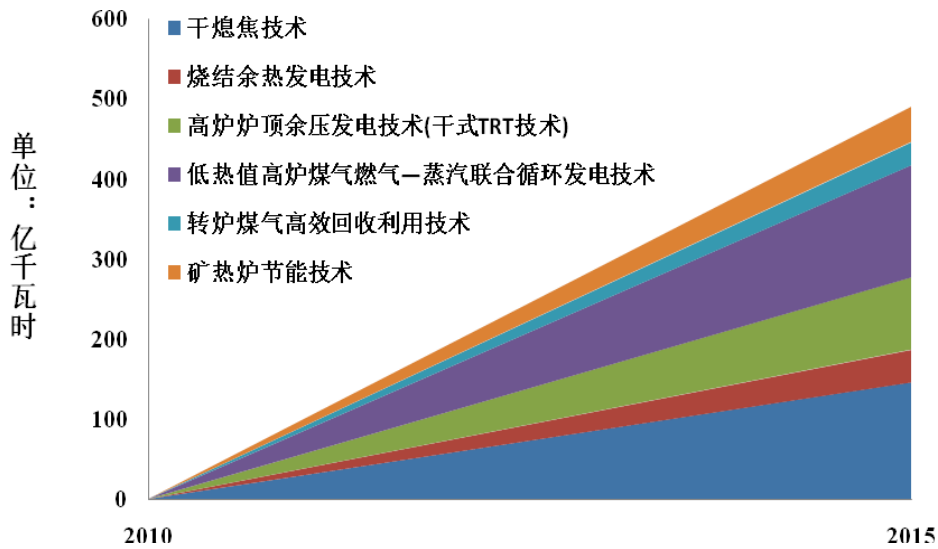 600
500
400
300
200
100
0
单位：亿千瓦时
干熄焦技术
烧结余热发电技术
高炉炉顶余压发电技术(干式TRT技术)
低热值高炉煤气燃气—蒸汽联合循环发电技术
转炉煤气高效回收利用技术
矿热炉节能技术
2010
2015